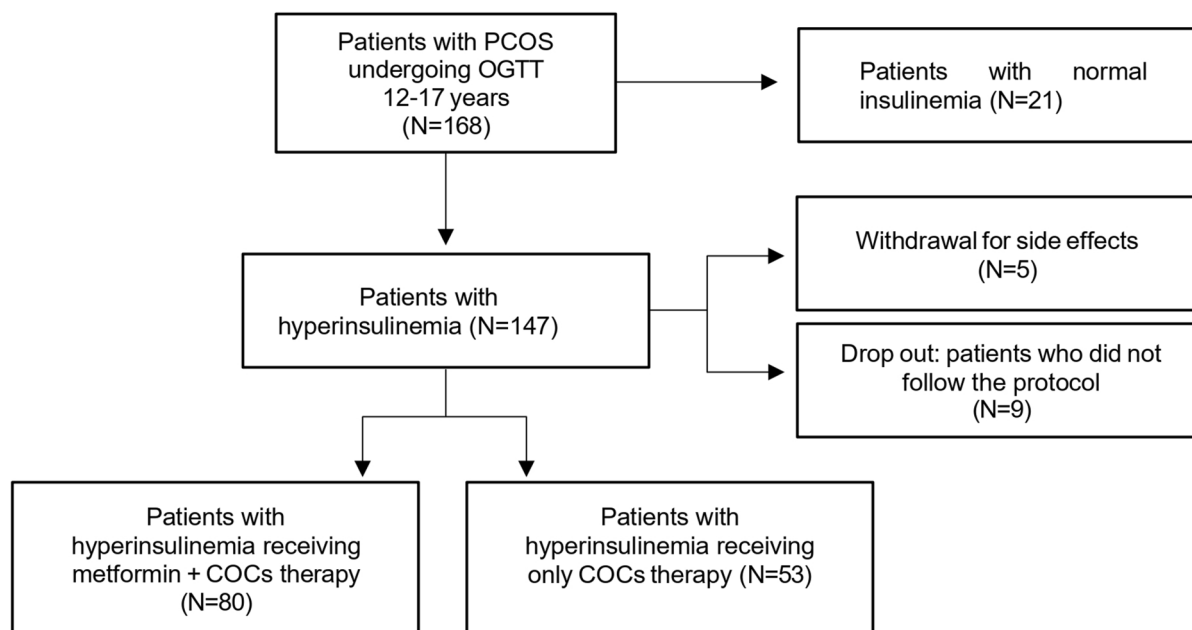 Patients with PCOS
undergoing OGTT
12-17 years
(N=168)
Patients with normal
insulinemia (N=21)
Withdrawal for side effects
(N=5)
Patients with
hyperinsulinemia (N=147)
Drop out: patients who did not
follow the protocol
(N=9)
Patients with
hyperinsulinemia receiving
metformin + COCs therapy
(N=80)
Patients with
hyperinsulinemia receiving
only COCs therapy (N=53)